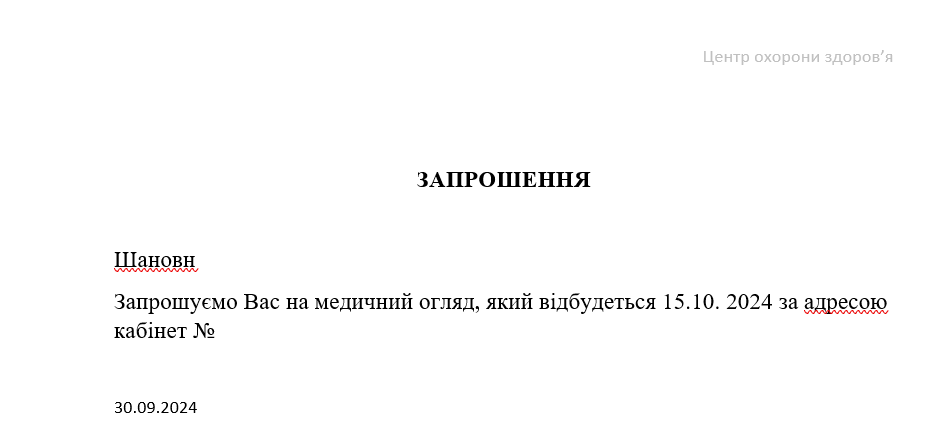 Центр охорони здоров’я
ЗАПРОШЕННЯ
Шановн
Запрошуємо Вас на медичний огляд, який відбудеться 15.10. 2024 за адресою
кабінет №
30.09.2024